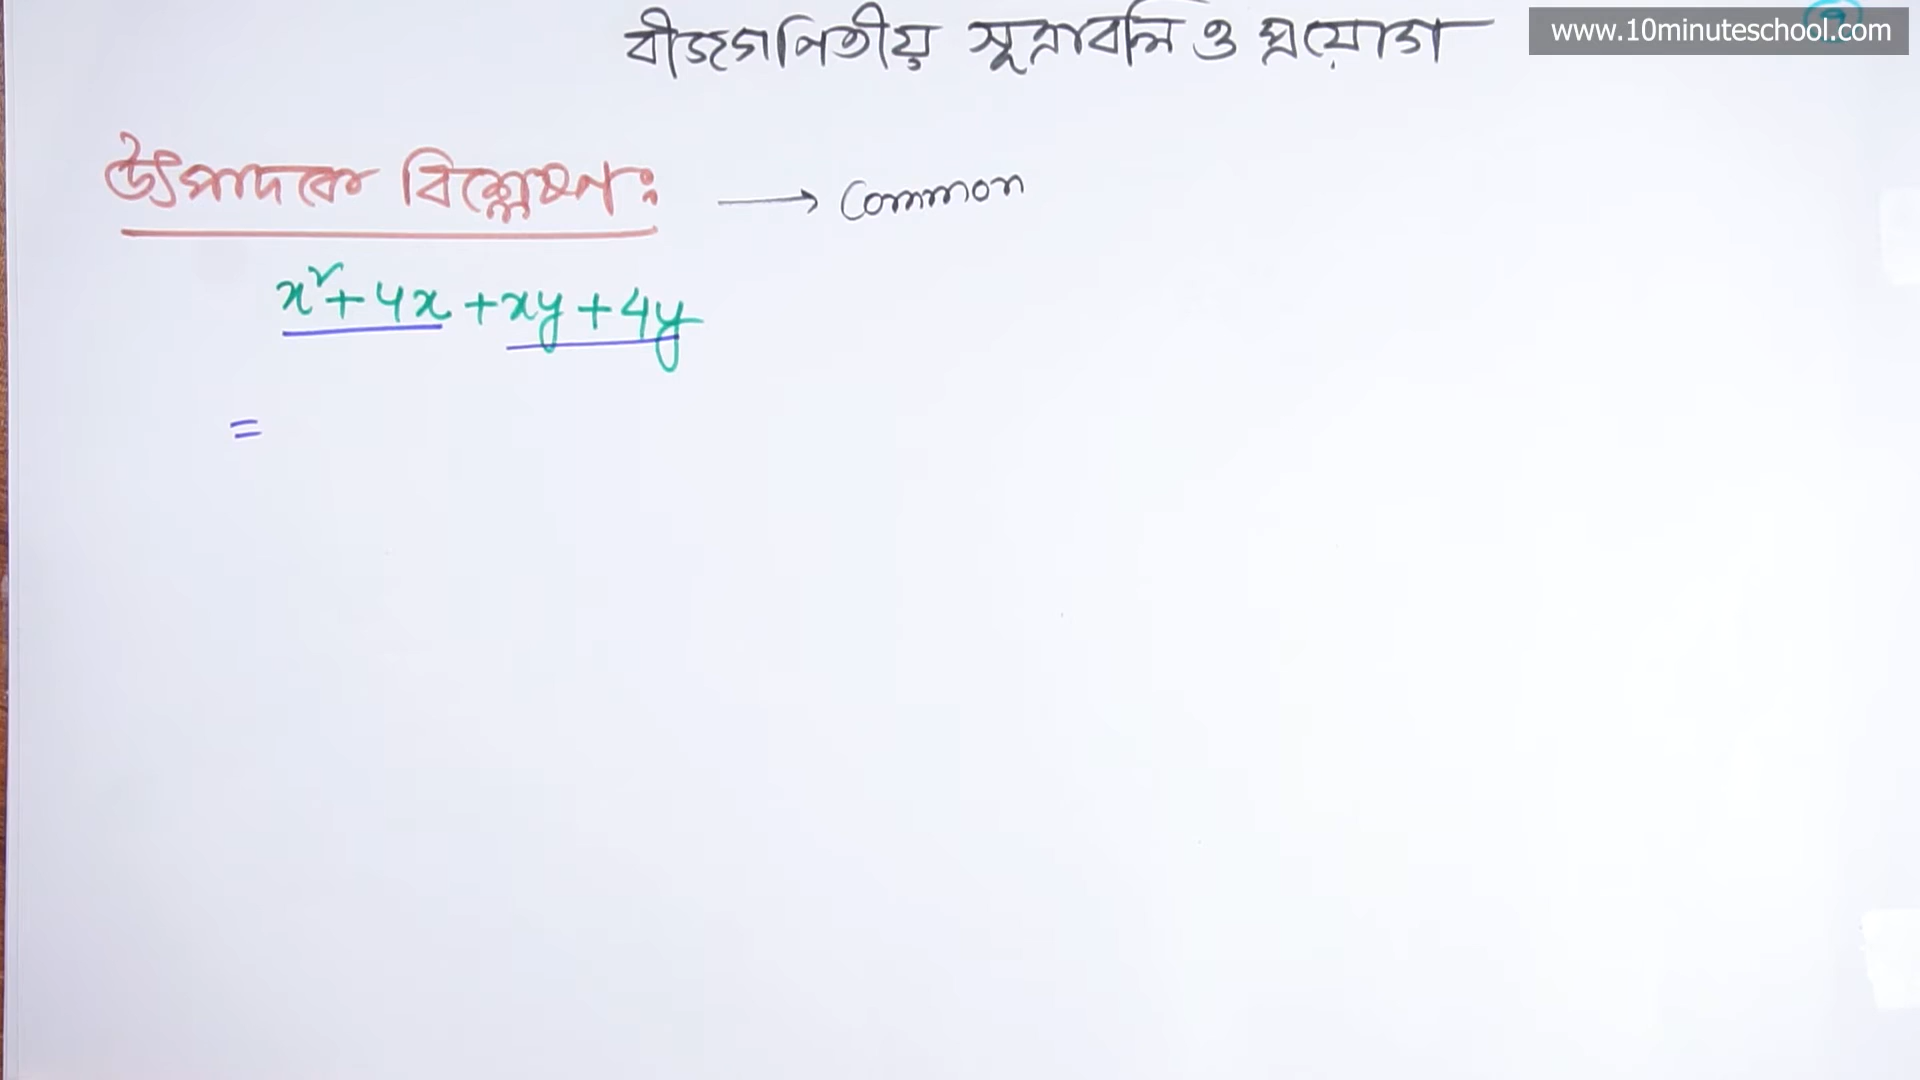 বীজগণিতীয় সূত্রাবলি ও প্রয়োগ
www.10minuteschool.com
উৎপাদকে বিশ্লেষণঃ → Common
x² + 4x + xy + 4y
=